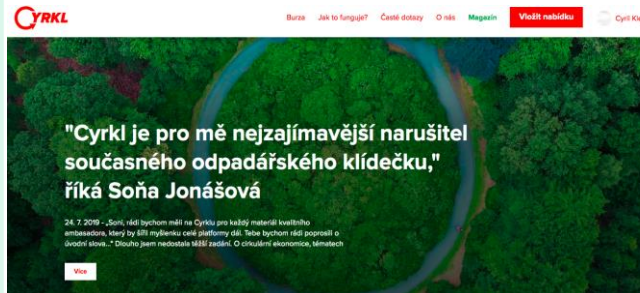 CYRKL
Burza Jak to funguje? Časté dotazy O nás Magazín Vložit nabídku Cyril Kle
"Cyrkl je pro mě nejzajímavější narušitel
současného odpadářského klídečku,"
říká Soňa Jonášová
24. 7. 2019 - „Soni, rádi bychom měli na Cyrklu pro každý materiál kvalitního
ambasadora, který by šířil myšlenku celé platformy dál. Tebe bychom rádi poprosili o
úvodní slova..." Dlouho jsem nedostala těžší zadání. O cirkulární ekonomice, tématech
Více